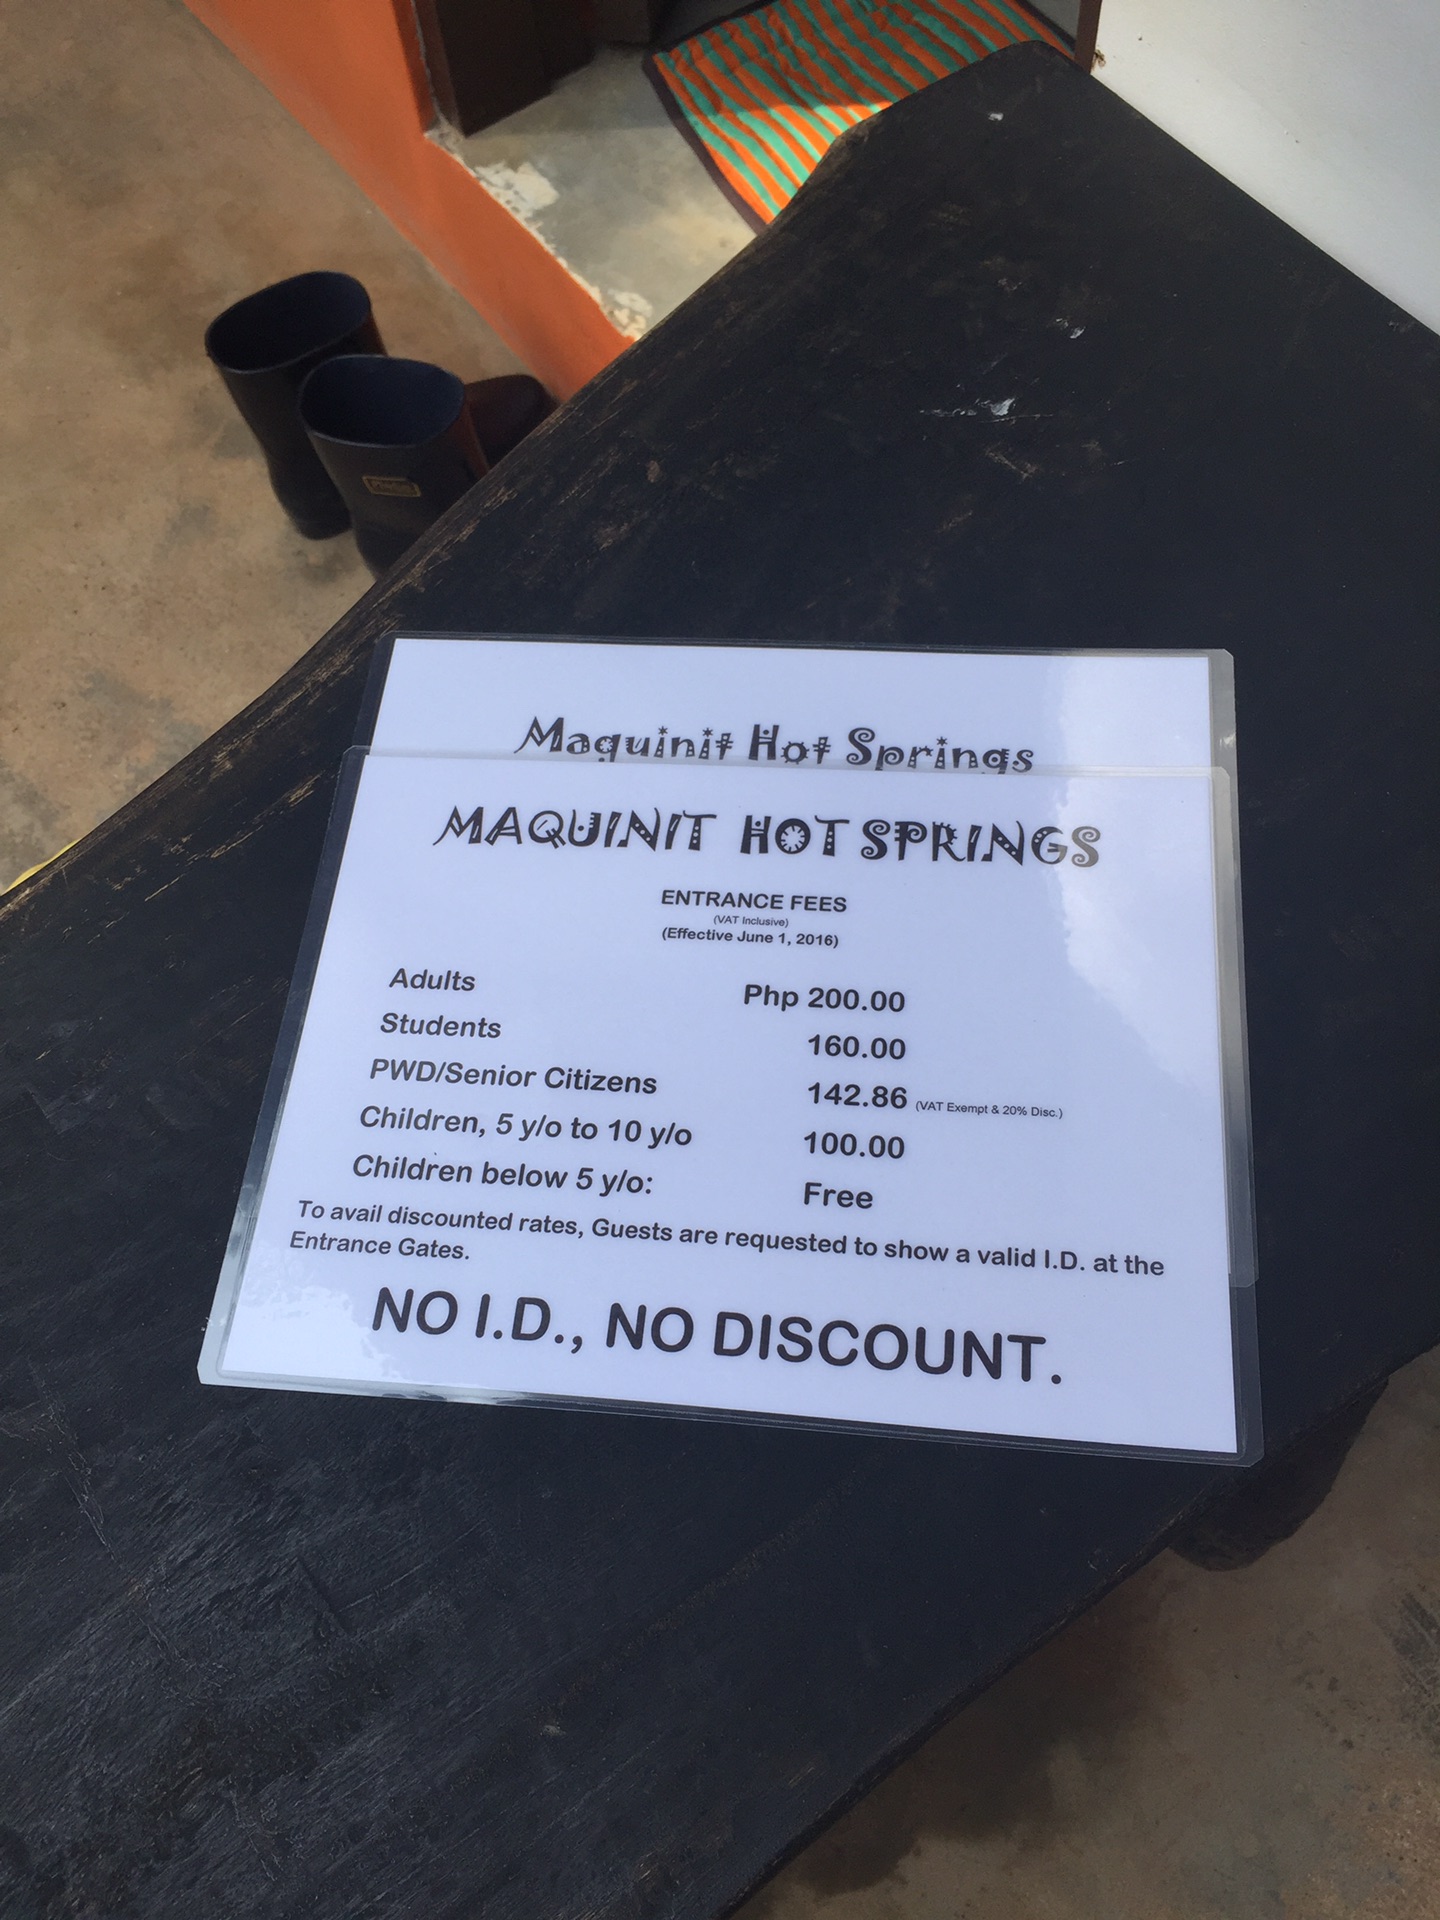 Maquinit Hot Springs
MAQUINIT HOT SPRINGS
ENTRANCE FEES
(VAT Inclusive)
(Effective June 1, 2016)
Adults Php 200.00
Students 160.00
PWD/Senior Citizens 142.86 (VAT Exempt & 20% Disc.)
Children, 5 y/o to 10 y/o 100.00
Children below 5 y/o: Free
To avail discounted rates, Guests are requested to show a valid I.D. at the
Entrance Gates.
NO I.D., NO DISCOUNT.